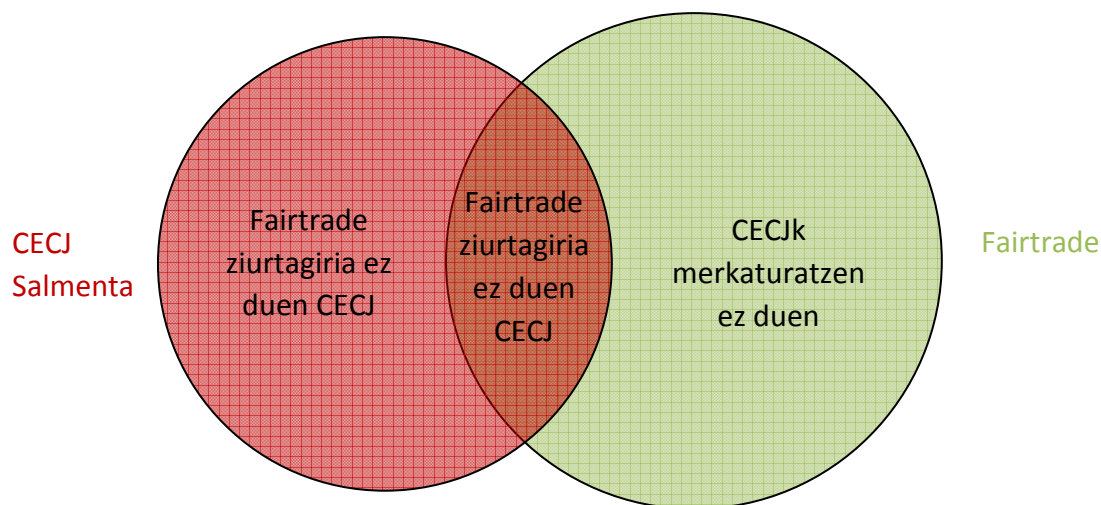 CECJ
Salmenta
Fairtrade
ziurtagiria ez
duen CECJ
Fairtrade
ziurtagiria
ez duen
CECJ
CECJk
merkaturatzen
ez duen
Fairtrade